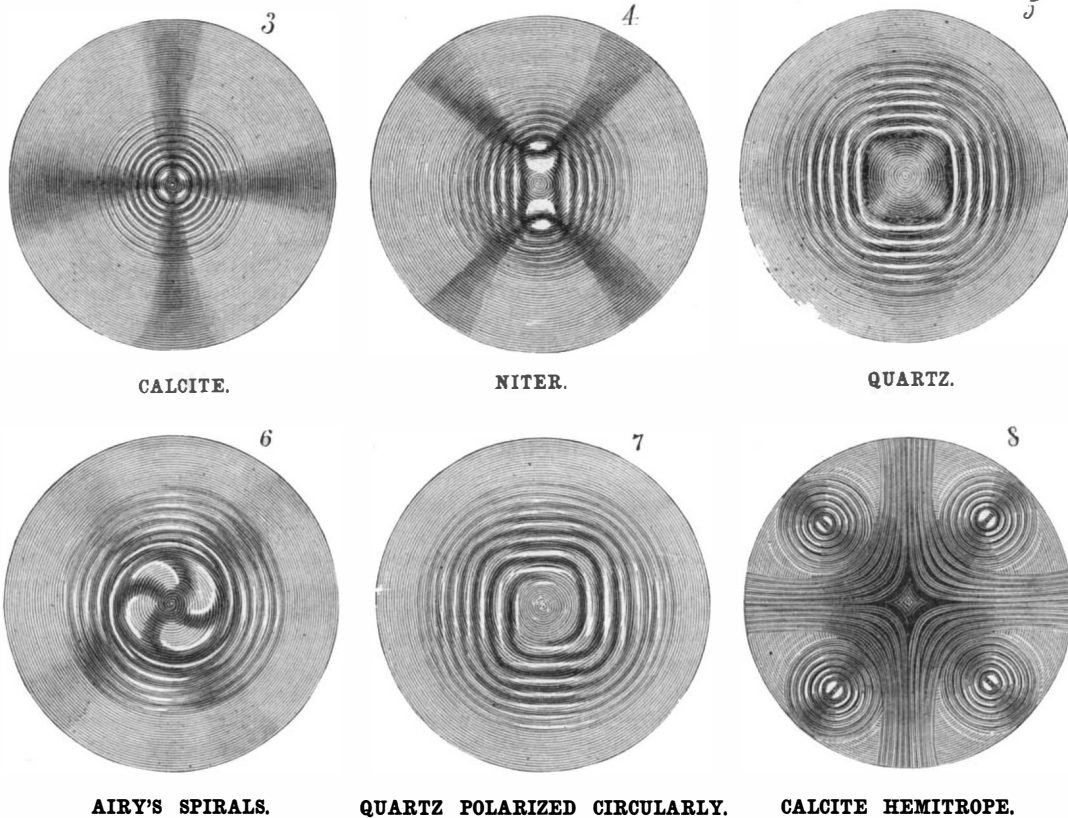 3 4 5
CALCITE. NITER. QUARTZ.
6 7 8
AIRY'S SPIRALS. QUARTZ POLARIZED CIRCULARLY. CALCITE HEMITROPE.